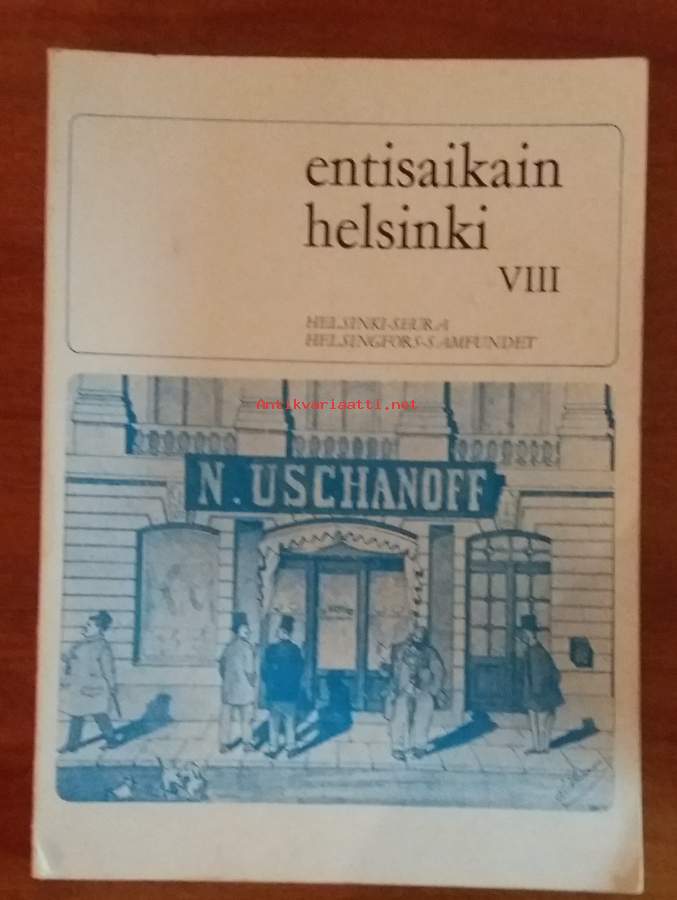 entisaikain
helsinki
VIII
HELSINKI-SEURA
HELSINGFORS-SAMFUNDET
Antikvariaatti.net
N. USCHANOFF